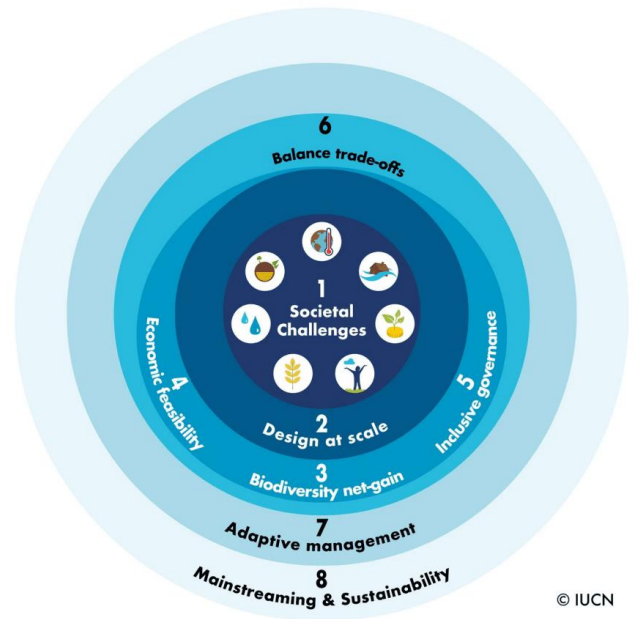 6
Balance trade-offs
1
Societal
Challenges
Economic feasibility
4
5
Inclusive governance
2
Design at scale
3
Biodiversity net-gain
7
Adaptive management
8
Mainstreaming & Sustainability
© IUCN